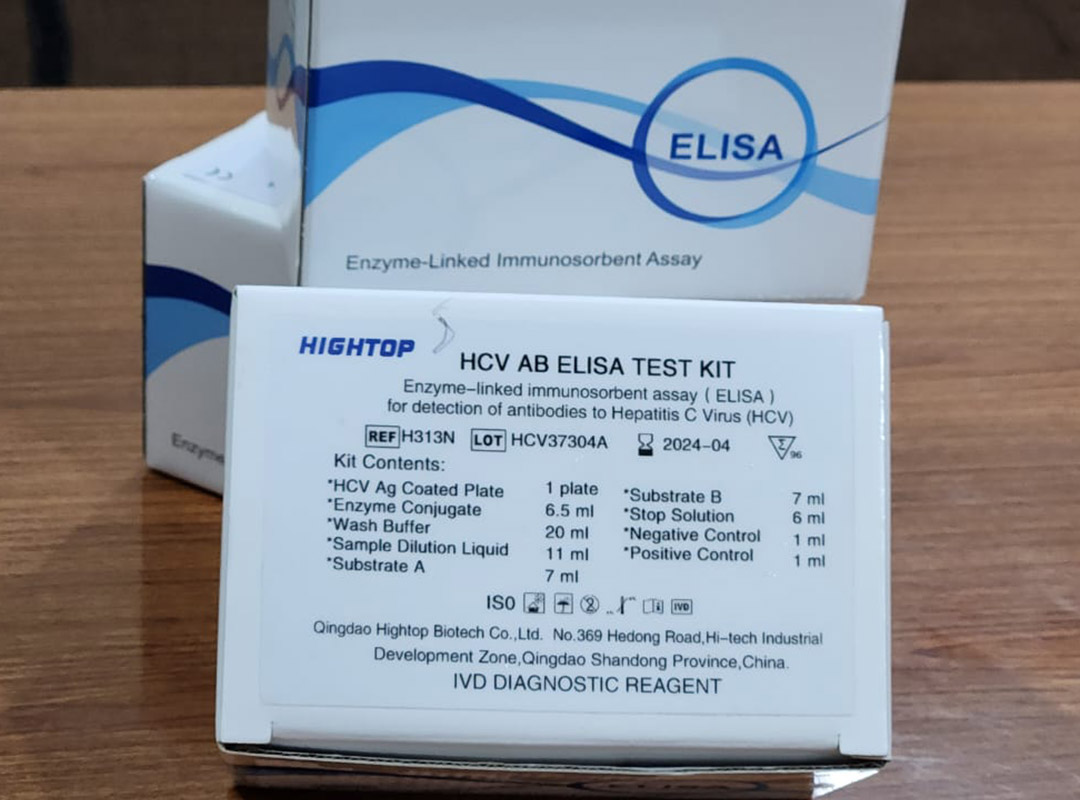 ELISA
Enzyme-Linked Immunosorbent Assay
Enzyme
HIGHTOP
HCV AB ELISA TEST KIT
Enzyme-linked immunosorbent assay ( ELISA )
for detection of antibodies to Hepatitis C Virus (HCV)
REF H313N LOT HCV37304A 2024-04 Σ 96
Kit Contents:
*HCV Ag Coated Plate 1 plate
*Enzyme Conjugate 6.5 ml
*Wash Buffer 20 ml
*Sample Dilution Liquid 11 ml
*Substrate A 7 ml
*Substrate B 7 ml
*Stop Solution 6 ml
*Negative Control 1 ml
*Positive Control 1 ml
ISO 2 IVD
Qingdao Hightop Biotech Co.,Ltd. No.369 Hedong Road,Hi-tech Industrial
Development Zone,Qingdao Shandong Province,China.
IVD DIAGNOSTIC REAGENT